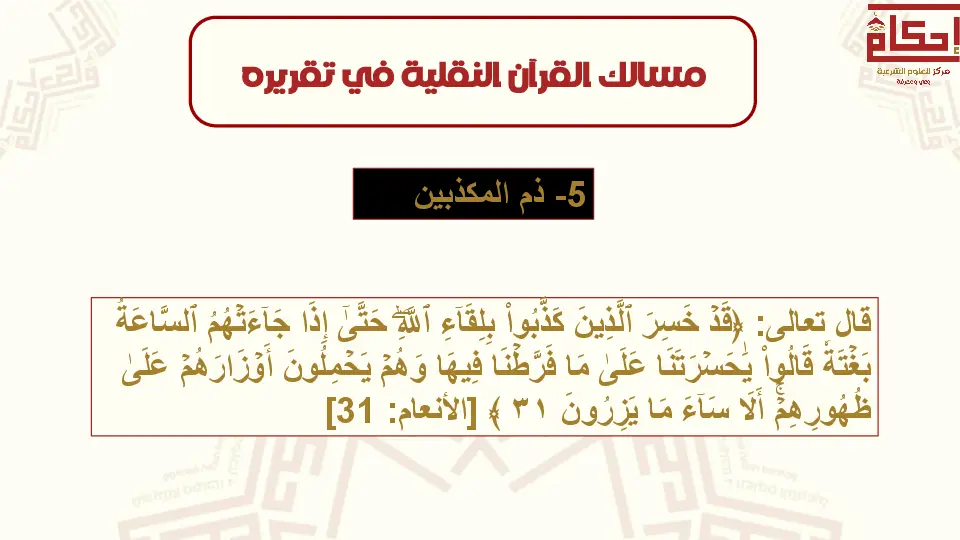 إحكام
مركز للعلوم الشرعية
وعي ومعرفة
مسالك القرآن النقلية في تقريره
5- ذم المكذبين
قال تعالى: ﴿قَدۡ خَسِرَ ٱلَّذِينَ كَذَّبُواْ بِلِقَآءِ ٱللَّهِۖ حَتَّىٰٓ إِذَا جَآءَتۡهُمُ ٱلسَّاعَةُ
بَغۡتَةٗ قَالُواْ يَٰحَسۡرَتَنَا عَلَىٰ مَا فَرَّطۡنَا فِيهَا وَهُمۡ يَحۡمِلُونَ أَوۡزَارَهُمۡ عَلَىٰ
ظُهُورِهِمۡۚ أَلَا سَآءَ مَا يَزِرُونَ ٣١ ﴾ [الأنعام: 31]